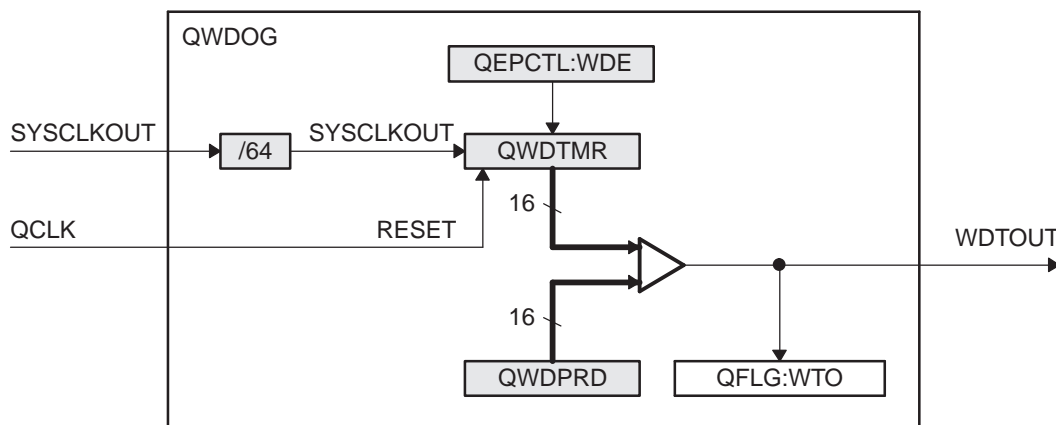 QWDOG
QEPCTL:WDE
SYSCLKOUT
/64
SYSCLKOUT
QWDTMR
16
QCLK
RESET
WDTOUT
16
QWDPRD
QFLG:WTO